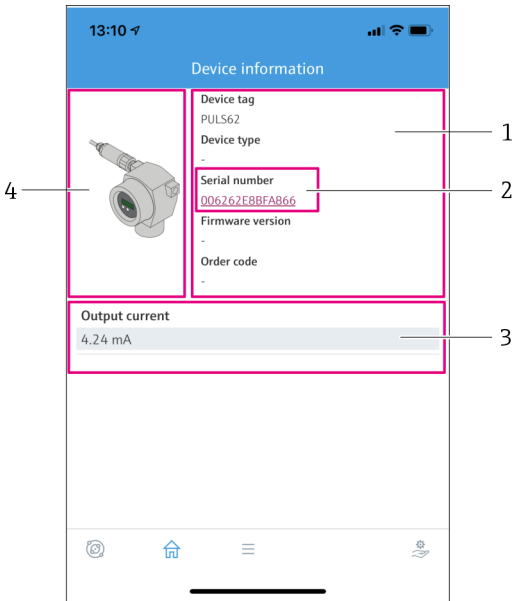 13:10
Device information
Device tag
PULS62
Device type
-
Serial number
006262E8BFA866
Firmware version
-
Order code
-
Output current
4.24 mA
1
2
3
4